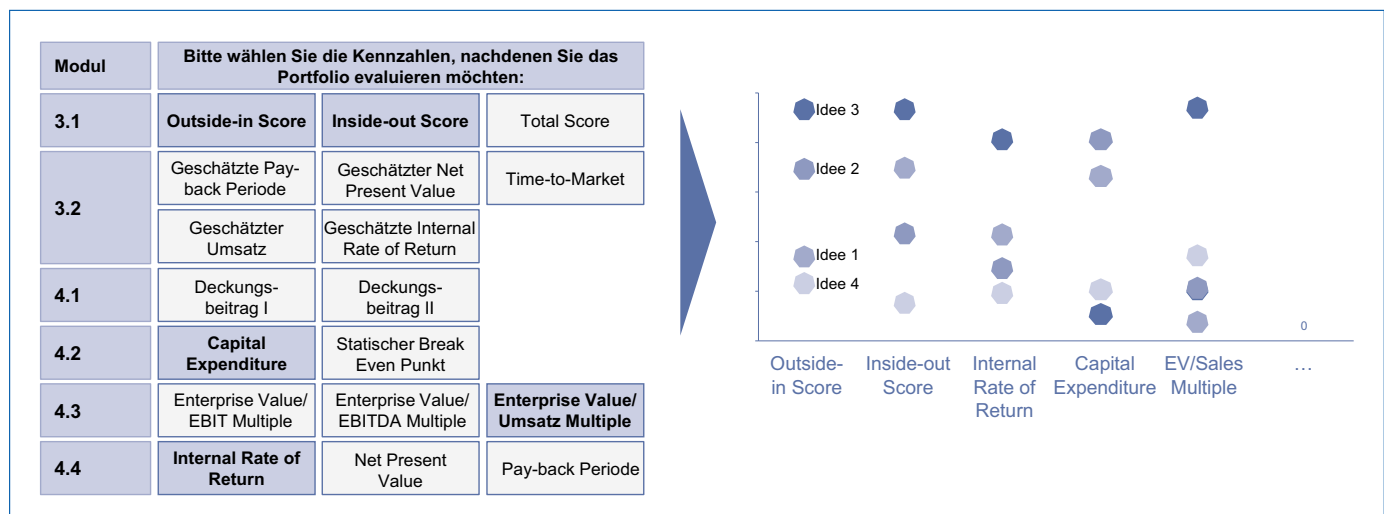 Modul
Bitte wählen Sie die Kennzahlen, nachdenen Sie das
Portfolio evaluieren möchten:
3.1
Outside-in Score
Inside-out Score
Total Score
3.2
Geschätzte Pay-
back Periode
Geschätzter Net
Present Value
Time-to-Market
Geschätzter
Umsatz
Geschätzte Internal
Rate of Return
4.1
Deckungs-
beitrag I
Deckungs-
beitrag II
4.2
Capital
Expenditure
Statischer Break
Even Punkt
4.3
Enterprise Value/
EBIT Multiple
Enterprise Value/
EBITDA Multiple
Enterprise Value/
Umsatz Multiple
4.4
Internal Rate of
Return
Net Present
Value
Pay-back Periode
Idee 3
Idee 2
Idee 1
Idee 4
0
Outside-
in Score
Inside-out
Score
Internal
Rate of
Return
Capital
Expenditure
EV/Sales
Multiple
…